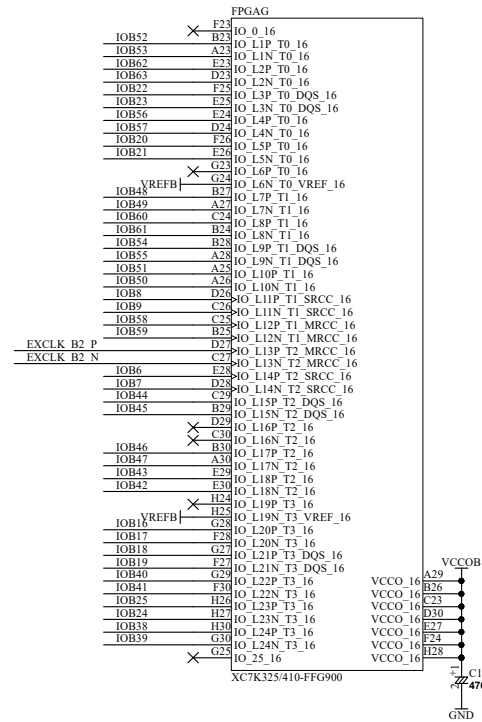 FPGAG
F23 IO_0_16
IOB52 B23 IO_L1P_T0_16
IOB53 A23 IO_L1N_T0_16
IOB62 E23 IO_L2P_T0_16
IOB63 D23 IO_L2N_T0_16
IOB22 F25 IO_L3P_T0_DQS_16
IOB23 E25 IO_L3N_T0_DQS_16
IOB56 E24 IO_L4P_T0_16
IOB57 D24 IO_L4N_T0_16
IOB20 F26 IO_L5P_T0_16
IOB21 E26 IO_L5N_T0_16
G23 IO_L6P_T0_16
VREFB G24 IO_L6N_T0_VREF_16
IOB48 B27 IO_L7P_T1_16
IOB49 A27 IO_L7N_T1_16
IOB60 C24 IO_L8P_T1_16
IOB61 B24 IO_L8N_T1_16
IOB54 B28 IO_L9P_T1_DQS_16
IOB55 A28 IO_L9N_T1_DQS_16
IOB51 A25 IO_L10P_T1_16
IOB50 A26 IO_L10N_T1_16
IOB8 D26 IO_L11P_T1_SRCC_16
IOB9 C26 IO_L11N_T1_SRCC_16
IOB58 C25 IO_L12P_T1_MRCC_16
IOB59 B25 IO_L12N_T1_MRCC_16
EXCLK_B2_P D27 IO_L13P_T2_MRCC_16
EXCLK_B2_N C27 IO_L13N_T2_MRCC_16
IOB6 E28 IO_L14P_T2_SRCC_16
IOB7 D28 IO_L14N_T2_SRCC_16
IOB44 C29 IO_L15P_T2_DQS_16
IOB45 B29 IO_L15N_T2_DQS_16
D29 IO_L16P_T2_16
C30 IO_L16N_T2_16
IOB46 B30 IO_L17P_T2_16
IOB47 A30 IO_L17N_T2_16
IOB43 E29 IO_L18P_T2_16
IOB42 E30 IO_L18N_T2_16
H24 IO_L19P_T3_16
VREFB H25 IO_L19N_T3_VREF_16
IOB16 G28 IO_L20P_T3_16
IOB17 F28 IO_L20N_T3_16
IOB18 G27 IO_L21P_T3_DQS_16
IOB19 F27 IO_L21N_T3_DQS_16 VCCOB
IOB40 G29 IO_L22P_T3_16 VCCO_16 A29
IOB41 F30 IO_L22N_T3_16 VCCO_16 B26
IOB25 H26 IO_L23P_T3_16 VCCO_16 C23
IOB24 H27 IO_L23N_T3_16 VCCO_16 D30
IOB38 H30 IO_L24P_T3_16 VCCO_16 E27
IOB39 G30 IO_L24N_T3_16 VCCO_16 F24
G25 IO_25_16 VCCO_16 H28
XC7K325/410-FFG900
2 +1
GND